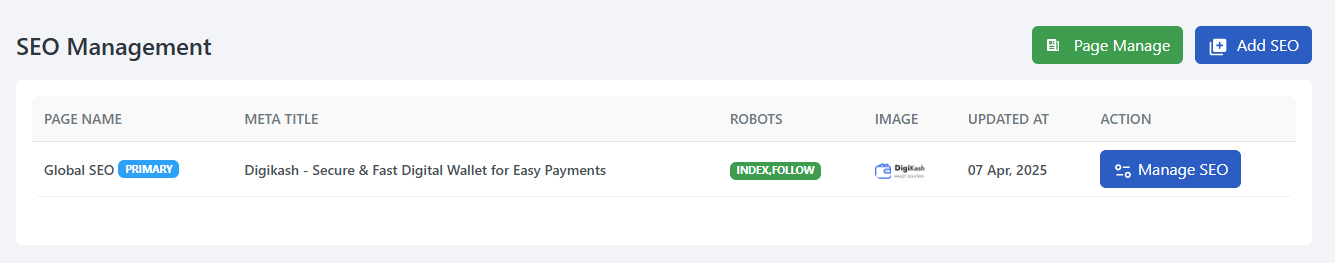 SEO Management
Page Manage
Add SEO
PAGE NAME META TITLE ROBOTS IMAGE UPDATED AT ACTION
Global SEO PRIMARY Digikash - Secure & Fast Digital Wallet for Easy Payments INDEX,FOLLOW DigiKash 07 Apr, 2025 Manage SEO